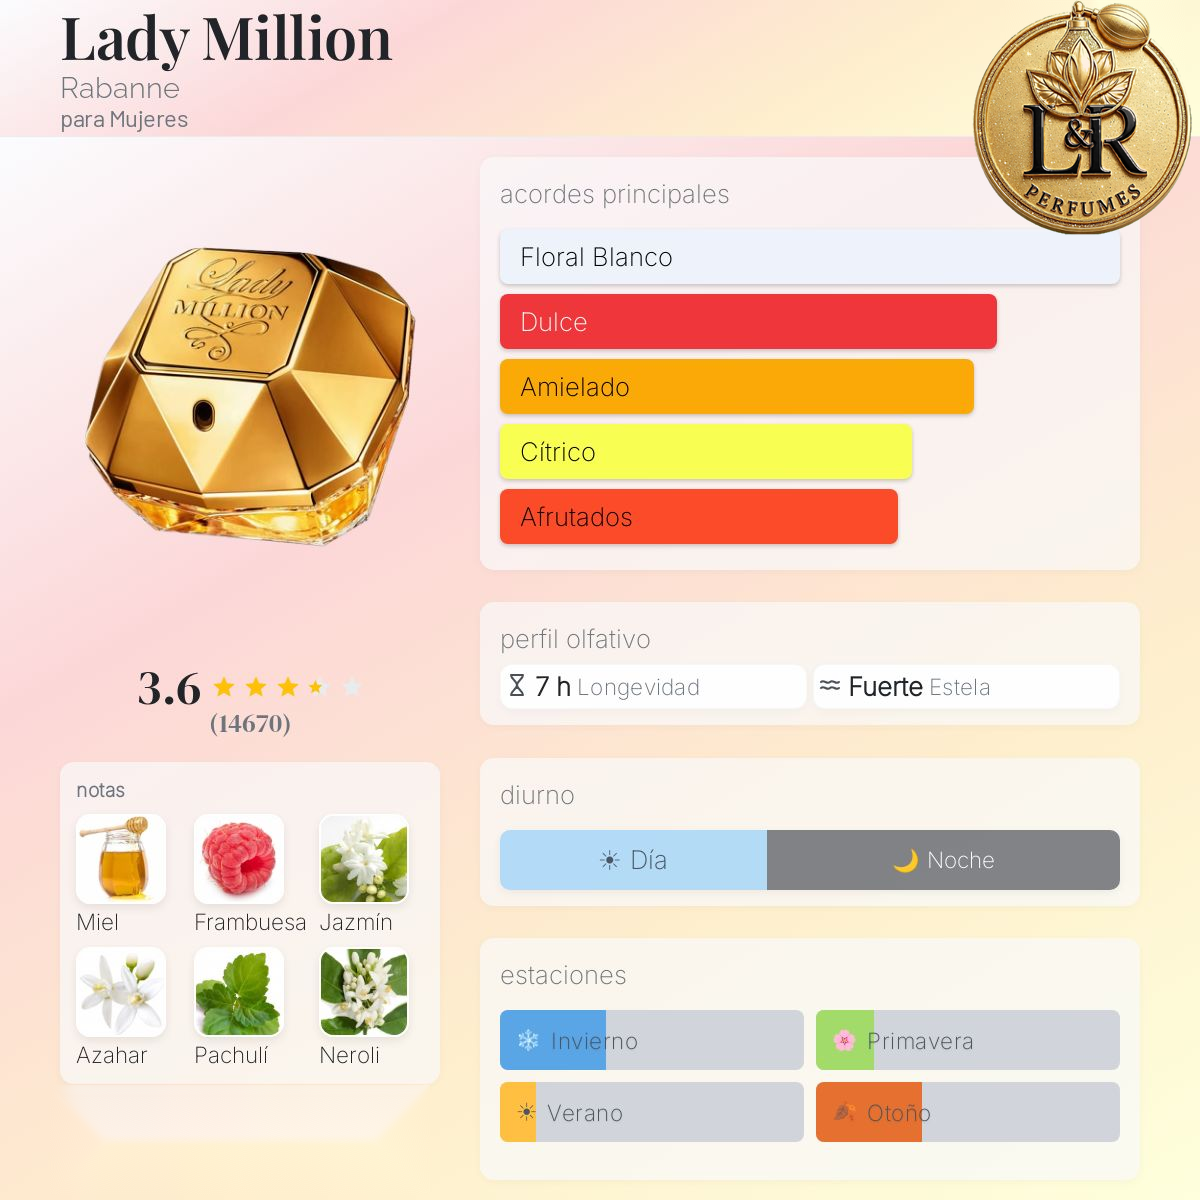 Lady Million
Rabanne
para Mujeres
L&R
PERFUMES
Lady
MILLION
3.6
(14670)
notas
Miel
Frambuesa
Jazmín
Azahar
Pachulí
Neroli
acordes principales
Floral Blanco
Dulce
Amielado
Cítrico
Afrutados
perfil olfativo
7 h Longevidad
Fuerte Estela
diurno
Día
Noche
estaciones
Invierno
Primavera
Verano
Otoño